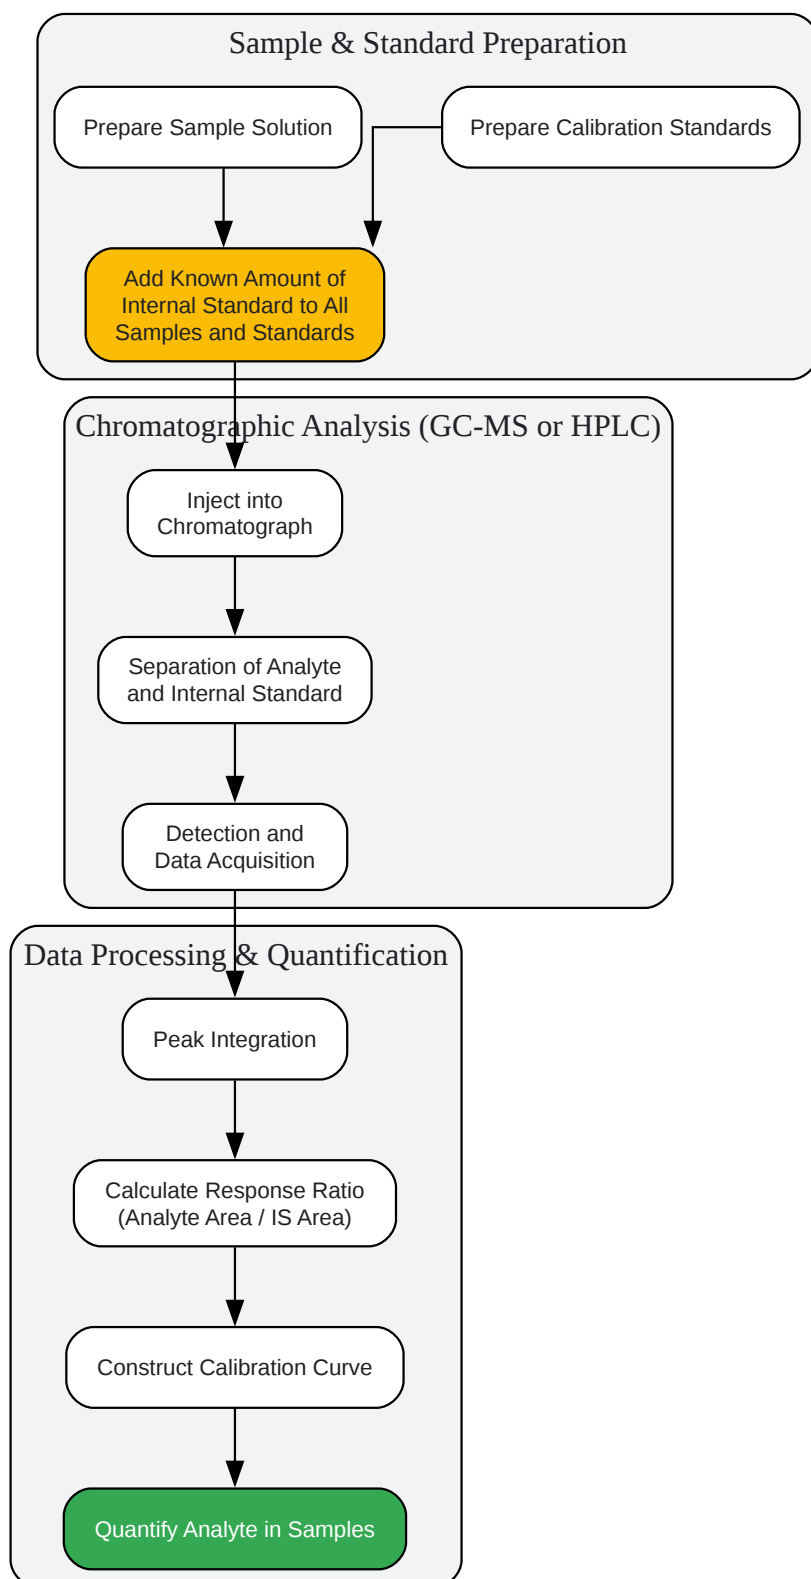 Sample & Standard Preparation
Prepare Sample Solution
Prepare Calibration Standards
Add Known Amount of
Internal Standard to All
Samples and Standards
Chromatographic Analysis (GC-MS or HPLC)
Inject into
Chromatograph
Separation of Analyte
and Internal Standard
Detection and
Data Acquisition
Data Processing & Quantification
Peak Integration
Calculate Response Ratio
(Analyte Area / IS Area)
Construct Calibration Curve
Quantify Analyte in Samples